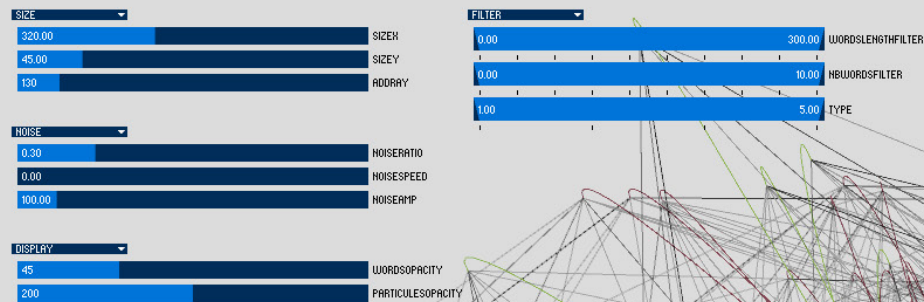 SIZE
320.00 SIZEX
45.00 SIZEY
130 ADDRAY
NOISE
0.30 NOISERATIO
0.00 NOISESPEED
100.00 NOISEAMP
DISPLAY
45 WORDSOPACITY
200 PARTICULESOPACITY
FILTER
0.00 300.00 WORDSLENGTHFILTER
0.00 10.00 NBWORDSFILTER
1.00 5.00 TYPE